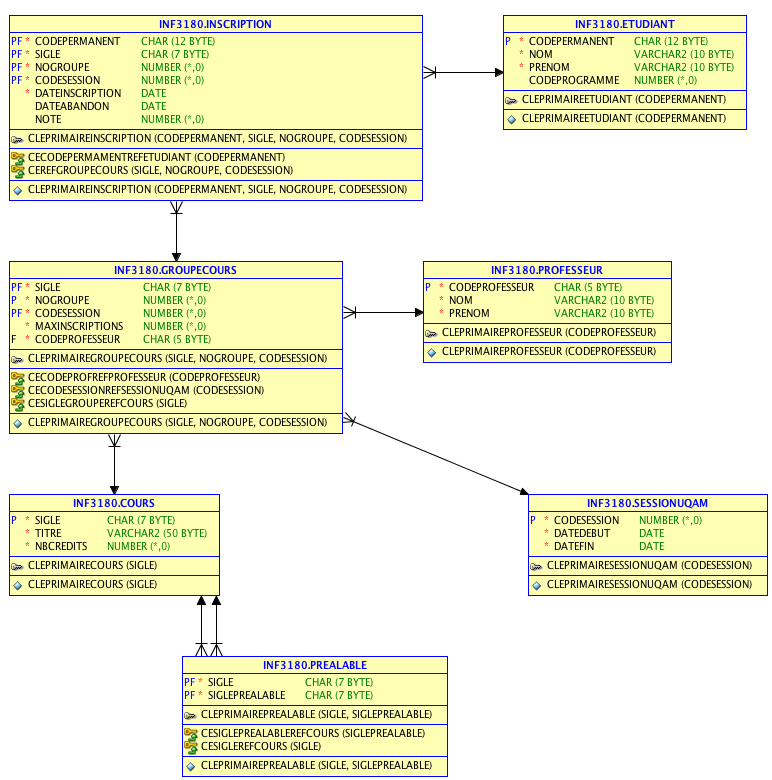 INF3180.INSCRIPTION
PF * CODEPERMANENT CHAR (12 BYTE)
PF * SIGLE CHAR (7 BYTE)
PF * NOGROUPE NUMBER (*,0)
PF * CODESESSION NUMBER (*,0)
* DATEINSCRIPTION DATE
DATEABANDON DATE
NOTE NUMBER (*,0)
CLEPRIMAIREINSCRIPTION (CODEPERMANENT, SIGLE, NOGROUPE, CODESESSION)
CECODEPERMAMENTREFETUDIANT (CODEPERMANENT)
CEREFGROUPECOURS (SIGLE, NOGROUPE, CODESESSION)
CLEPRIMAIREINSCRIPTION (CODEPERMANENT, SIGLE, NOGROUPE, CODESESSION)
INF3180.ETUDIANT
P * CODEPERMANENT CHAR (12 BYTE)
* NOM VARCHAR2 (10 BYTE)
* PRENOM VARCHAR2 (10 BYTE)
CODEPROGRAMME NUMBER (*,0)
CLEPRIMAIREETUDIANT (CODEPERMANENT)
CLEPRIMAIREETUDIANT (CODEPERMANENT)
INF3180.GROUPECOURS
PF * SIGLE CHAR (7 BYTE)
P * NOGROUPE NUMBER (*,0)
PF * CODESESSION NUMBER (*,0)
* MAXINSCRIPTIONS NUMBER (*,0)
F * CODEPROFESSEUR CHAR (5 BYTE)
CLEPRIMAIREGROUPECOURS (SIGLE, NOGROUPE, CODESESSION)
CECODEPROFREFPROFESSEUR (CODEPROFESSEUR)
CECODESESSIONREFSESSIONUQAM (CODESESSION)
CESIGLEGROUPEREFCOURS (SIGLE)
CLEPRIMAIREGROUPECOURS (SIGLE, NOGROUPE, CODESESSION)
INF3180.PROFESSEUR
P * CODEPROFESSEUR CHAR (5 BYTE)
* NOM VARCHAR2 (10 BYTE)
* PRENOM VARCHAR2 (10 BYTE)
CLEPRIMAIREPROFESSEUR (CODEPROFESSEUR)
CLEPRIMAIREPROFESSEUR (CODEPROFESSEUR)
INF3180.COURS
P * SIGLE CHAR (7 BYTE)
* TITRE VARCHAR2 (50 BYTE)
* NBCREDITS NUMBER (*,0)
CLEPRIMAIRECOURS (SIGLE)
CLEPRIMAIRECOURS (SIGLE)
INF3180.SESSIONUQAM
P * CODESESSION NUMBER (*,0)
* DATEDEBUT DATE
* DATEFIN DATE
CLEPRIMAIRESESSIONUQAM (CODESESSION)
CLEPRIMAIRESESSIONUQAM (CODESESSION)
INF3180.PREALABLE
PF * SIGLE CHAR (7 BYTE)
PF * SIGLEPREALABLE CHAR (7 BYTE)
CLEPRIMAIREPREALABLE (SIGLE, SIGLEPREALABLE)
CESIGLEPREALABLEREFCOURS (SIGLEPREALABLE)
CESIGLEREFCOURS (SIGLE)
CLEPRIMAIREPREALABLE (SIGLE, SIGLEPREALABLE)